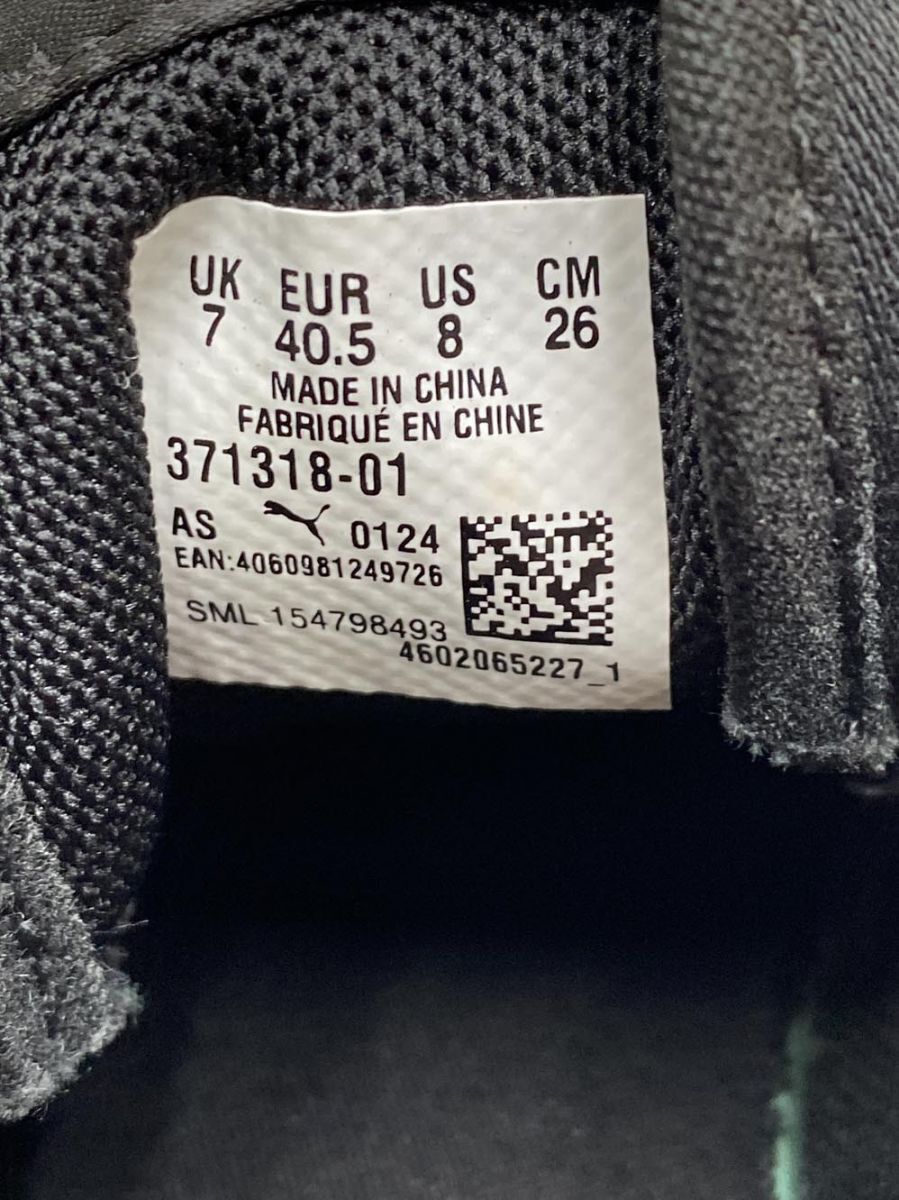 UK EUR US CM
7 40.5 8 26
MADE IN CHINA
FABRIQUÉ EN CHINE
371318-01
AS 0124
EAN:4060981249726
SML 154798493
4602065227_1